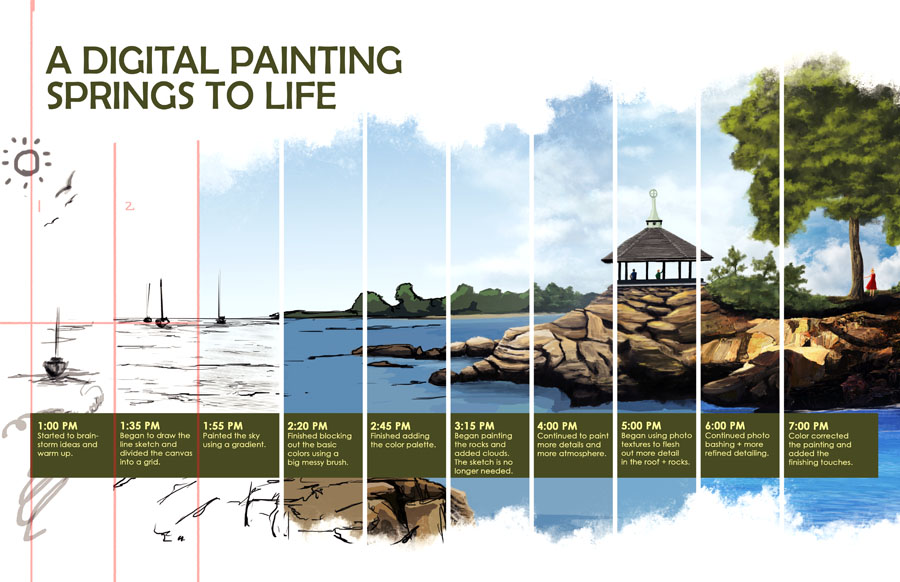 A DIGITAL PAINTING
SPRINGS TO LIFE
1
2
1:00 PM
Started to brain-
storm ideas and
warm up.
1:35 PM
Began to draw the
line sketch and
divided the canvas
into a grid.
1:55 PM
Painted the sky
using a gradient.
2:20 PM
Finished blocking
out the basic
colors using a
big messy brush.
2:45 PM
Finished adding
the color palette.
3:15 PM
Began painting
the rocks and
added clouds.
The sketch is no
longer needed.
4:00 PM
Continued to paint
more details and
more atmosphere.
5:00 PM
Began using photo
textures to flesh
out more detail
in the roof + rocks.
6:00 PM
Continued photo
bashing + more
refined detailing.
7:00 PM
Color corrected
the painting and
added the
finishing touches.